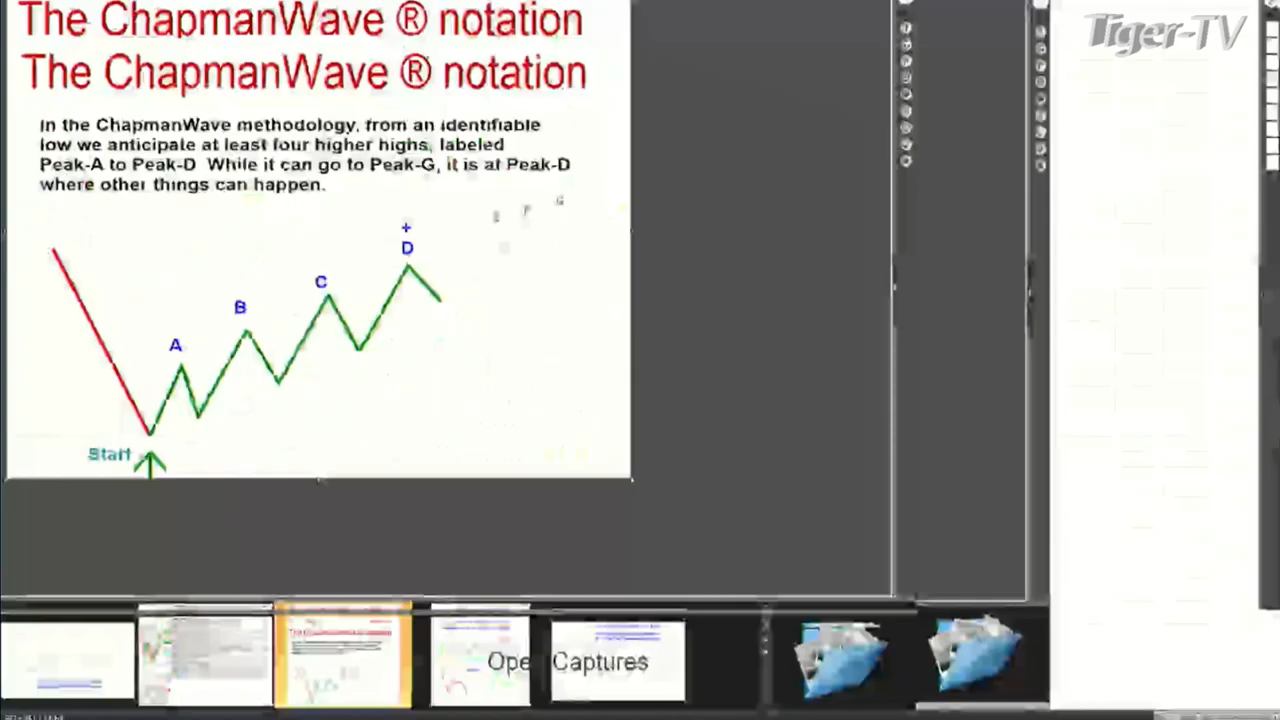 The ChapmanWave ® notation
The ChapmanWave ® notation
Tiger-TV
In the ChapmanWave methodology, from an identifiable
low we anticipate at least four higher highs, labeled
Peak-A to Peak-D While it can go to Peak-G, it is at Peak-D
where other things can happen.
G
+
D
C
B
A
Start
Open Captures